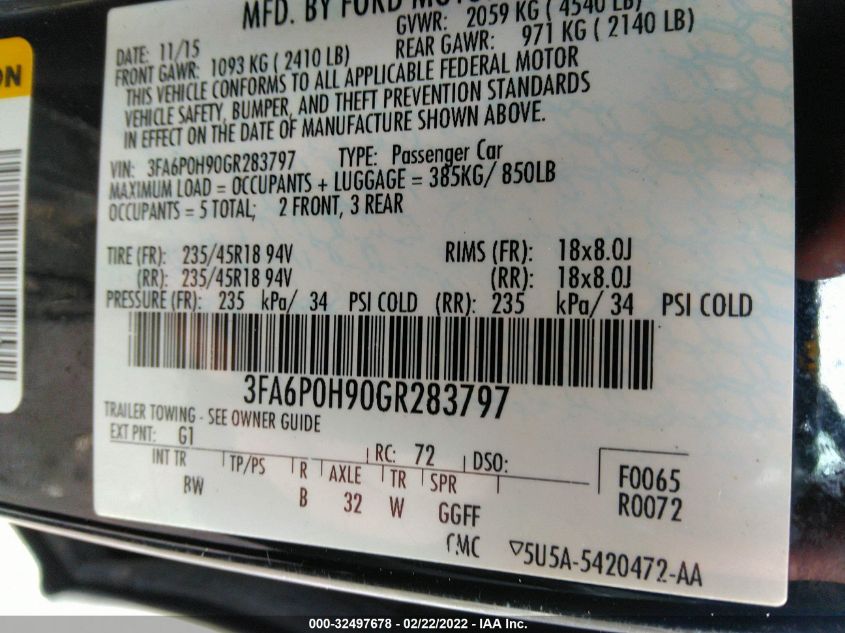 MFD. BY FORD
DATE: 11/15 GVWR: 2059 KG ( 4540 LB)
FRONT GAWR: 1093 KG ( 2410 LB) REAR GAWR: 971 KG ( 2140 LB)
THIS VEHICLE CONFORMS TO ALL APPLICABLE FEDERAL MOTOR
VEHICLE SAFETY, BUMPER, AND THEFT PREVENTION STANDARDS
IN EFFECT ON THE DATE OF MANUFACTURE SHOWN ABOVE.
VIN: 3FA6P0H90GR283797 TYPE: Passenger Car
MAXIMUM LOAD = OCCUPANTS + LUGGAGE = 385KG/ 850LB
OCCUPANTS = 5 TOTAL; 2 FRONT, 3 REAR
TIRE (FR): 235/45R18 94V RIMS (FR): 18x8.0J
(RR): 235/45R18 94V (RR): 18x8.0J
PRESSURE (FR): 235 kPa/ 34 PSI COLD (RR): 235 kPa/ 34 PSI COLD
3FA6P0H90GR283797
TRAILER TOWING - SEE OWNER GUIDE
EXT PNT: G1 RC: 72 DSO:
INT TR TP/PS R AXLE TR SPR F0065
BW B 32 W GGFF R0072
5U5A-5420472-AA
000-32497678 - 02/22/2022 - IAA Inc.